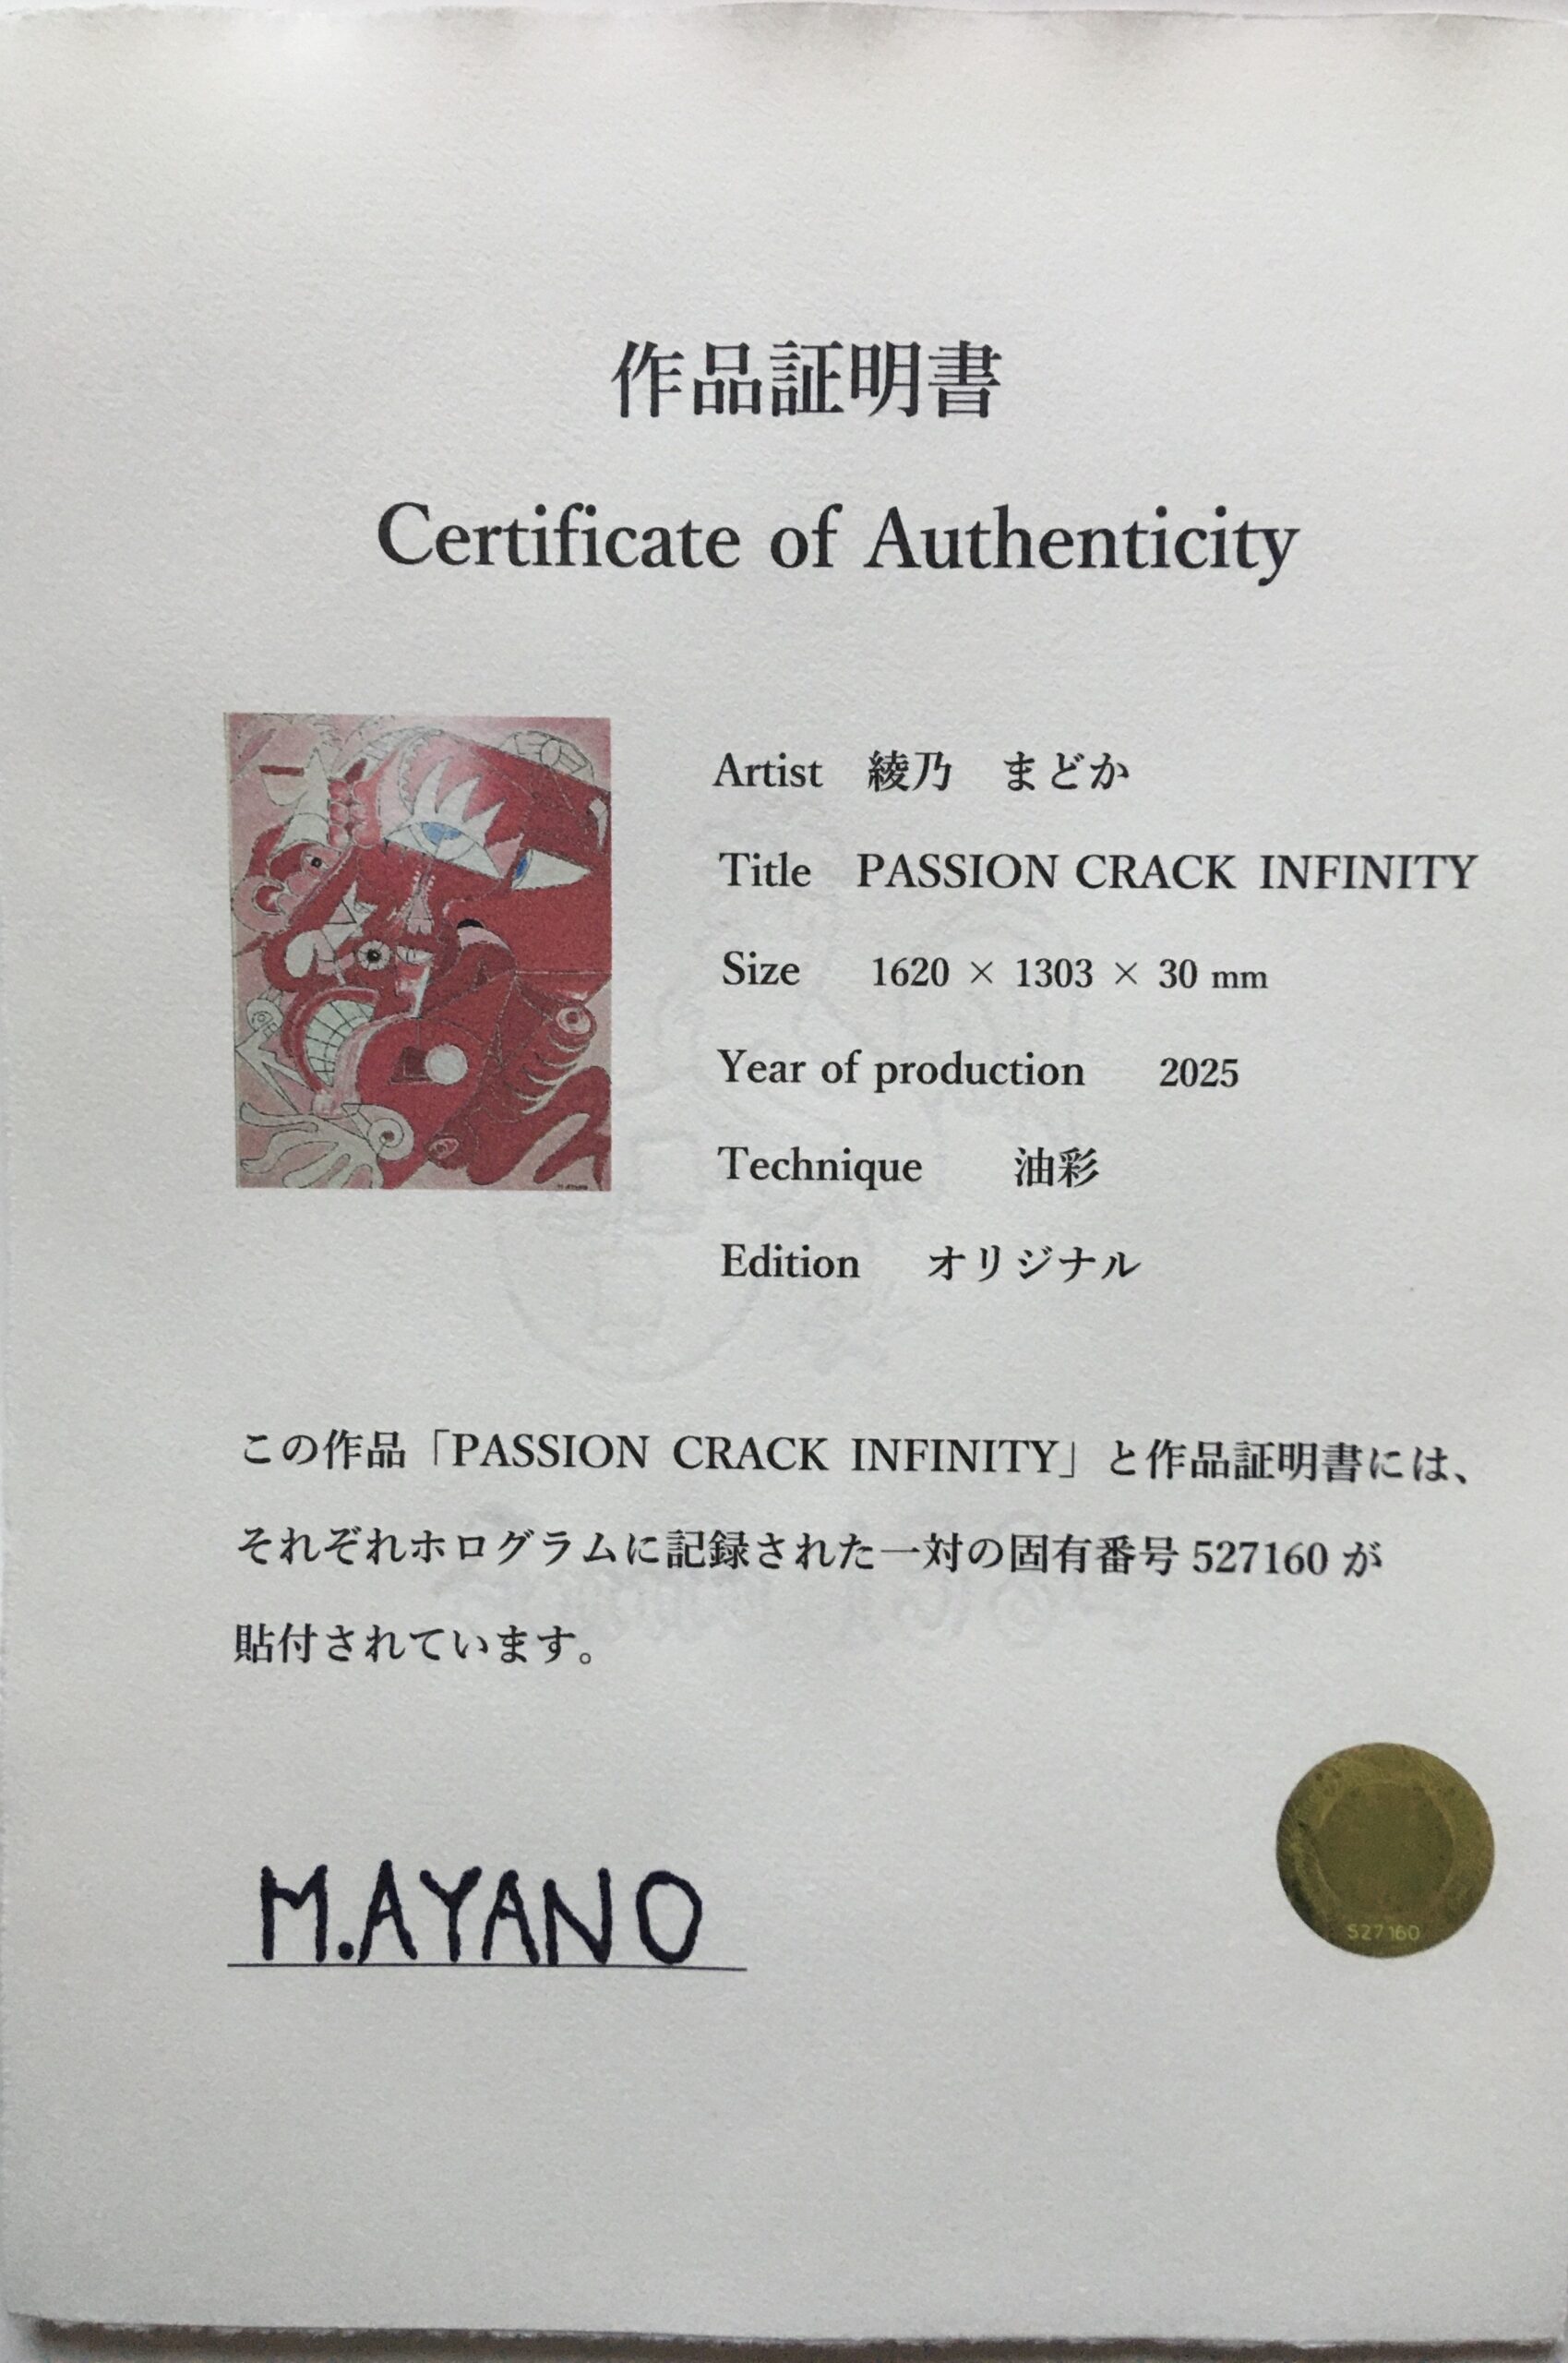 作品証明書
Certificate of Authenticity
Artist 綾乃 まどか
Title PASSION CRACK INFINITY
Size 1620 × 1303 × 30 mm
Year of production 2025
Technique 油彩
Edition オリジナル
この作品「PASSION CRACK INFINITY」と作品証明書には、
それぞれホログラムに記録された一対の固有番号 527160 が
貼付されています。
M.AYANO
527160